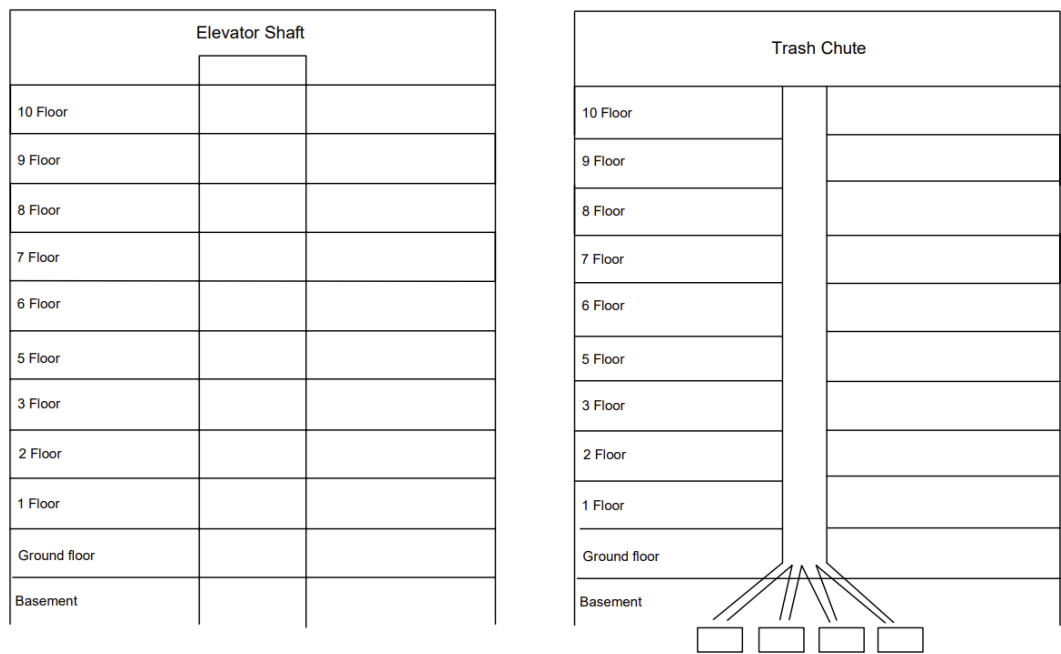 Elevator Shaft
10 Floor
9 Floor
8 Floor
7 Floor
6 Floor
5 Floor
3 Floor
2 Floor
1 Floor
Ground floor
Basement
Trash Chute
10 Floor
9 Floor
8 Floor
7 Floor
6 Floor
5 Floor
3 Floor
2 Floor
1 Floor
Ground floor
Basement